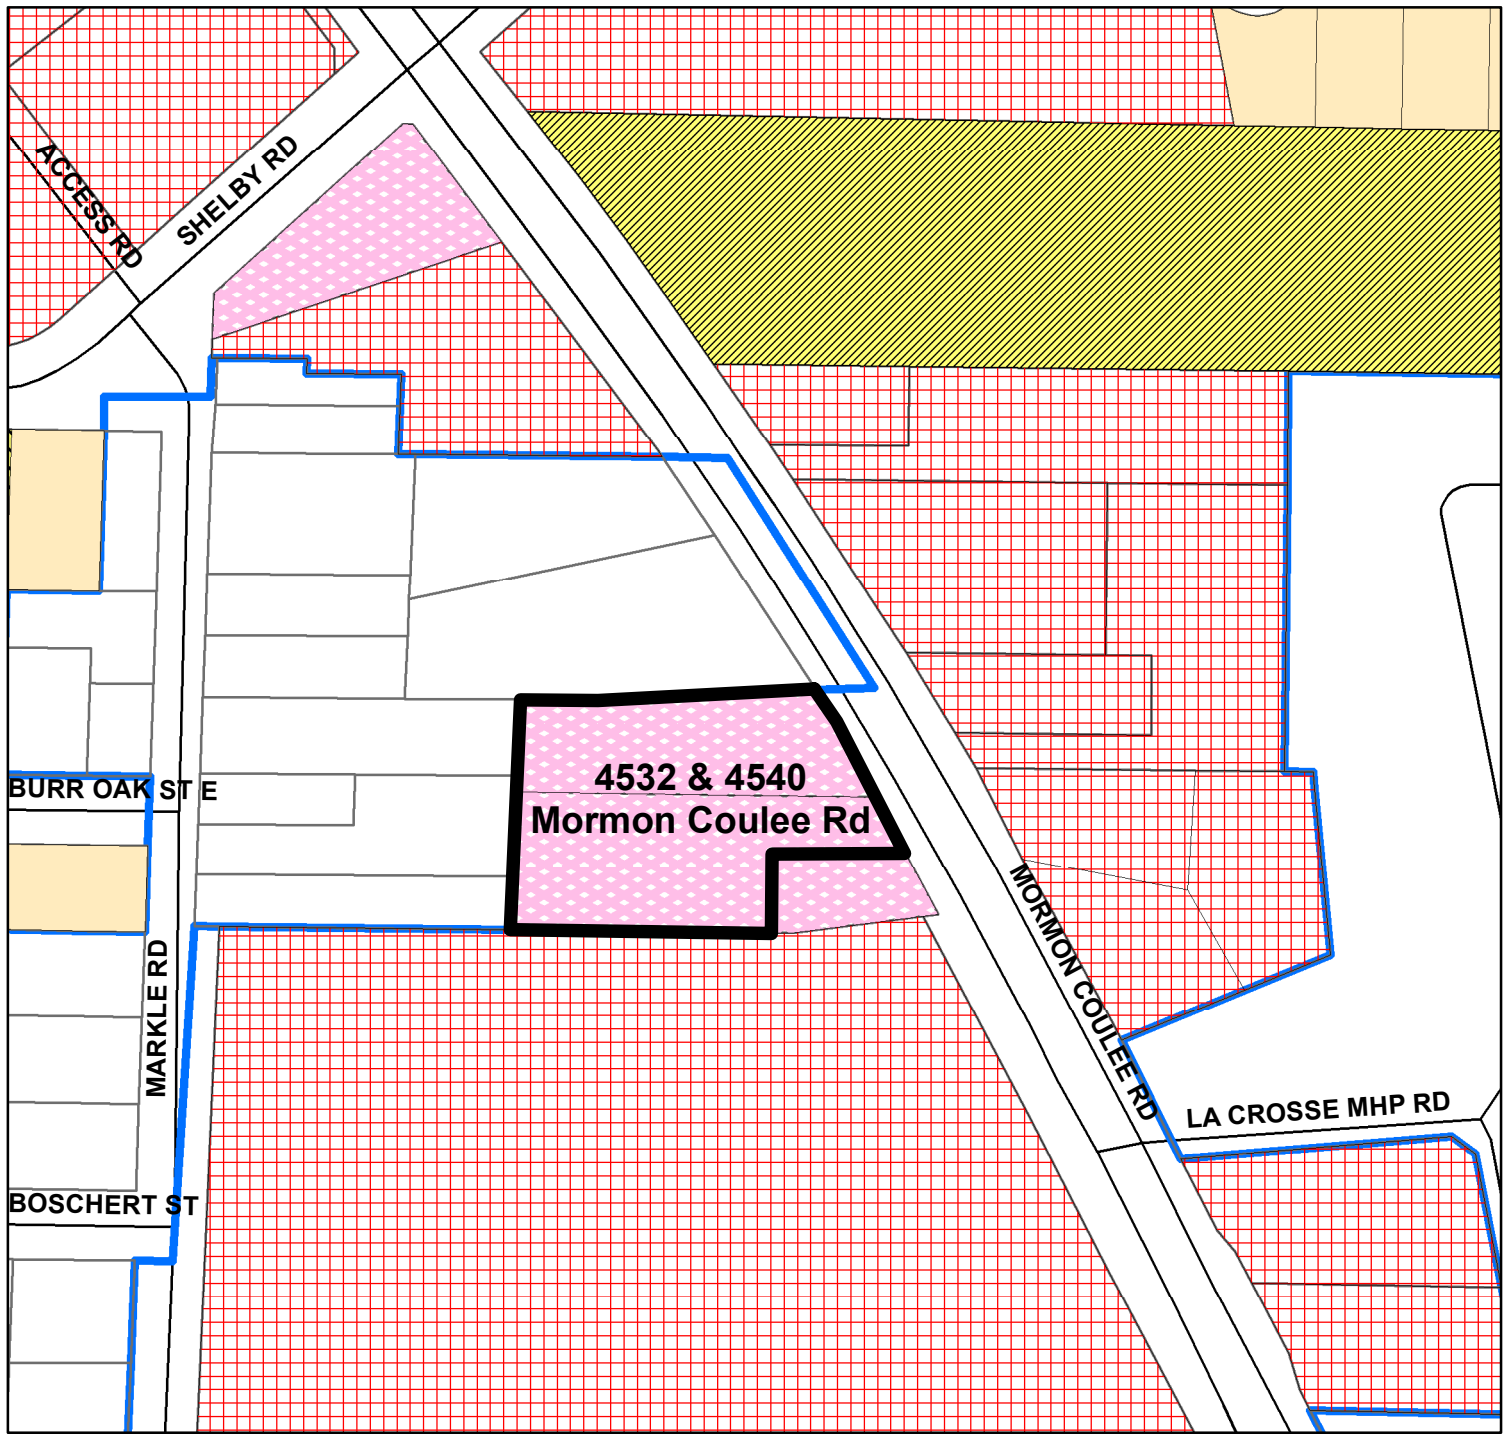 ACCESS RD
SHELBY RD
4532 & 4540
Mormon Coulee Rd
BURR OAK ST E
MORMON COULEE RD
MARKLE RD
LA CROSSE MHP RD
BOSCHERT ST